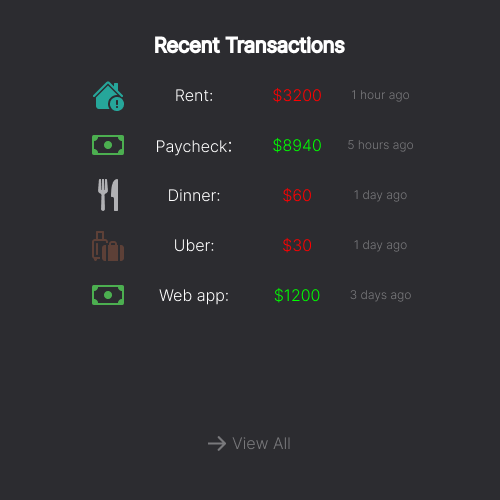 Recent Transactions
Rent: $3200 1 hour ago
Paycheck: $8940 5 hours ago
Dinner: $60 1 day ago
Uber: $30 1 day ago
Web app: $1200 3 days ago
View All